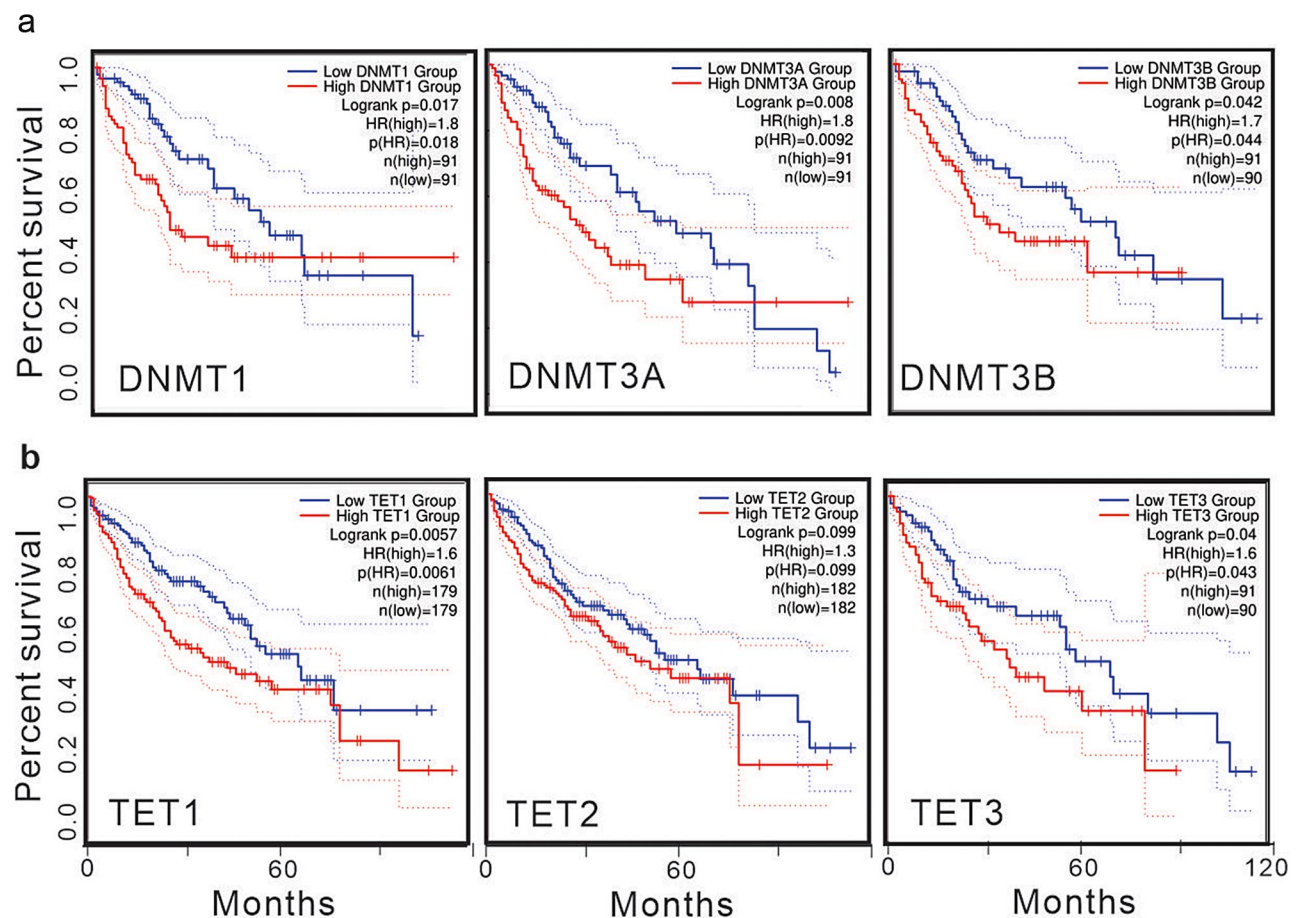 a
Percent survival
1.0
0.8
0.6
0.4
0.2
0.0
Low DNMT1 Group
High DNMT1 Group
Logrank p=0.017
HR(high)=1.8
p(HR)=0.018
n(high)=91
n(low)=91
DNMT1
Low DNMT3A Group
High DNMT3A Group
Logrank p=0.008
HR(high)=1.8
p(HR)=0.0092
n(high)=91
n(low)=91
DNMT3A
Low DNMT3B Group
High DNMT3B Group
Logrank p=0.042
HR(high)=1.7
p(HR)=0.044
n(high)=91
n(low)=90
DNMT3B
b
Percent survival
1.0
0.8
0.6
0.4
0.2
0.0
Low TET1 Group
High TET1 Group
Logrank p=0.0057
HR(high)=1.6
p(HR)=0.0061
n(high)=179
n(low)=179
TET1
0 60
Months
Low TET2 Group
High TET2 Group
Logrank p=0.099
HR(high)=1.3
p(HR)=0.099
n(high)=182
n(low)=182
TET2
0 60
Months
Low TET3 Group
High TET3 Group
Logrank p=0.04
HR(high)=1.6
p(HR)=0.043
n(high)=91
n(low)=90
TET3
0 60 120
Months